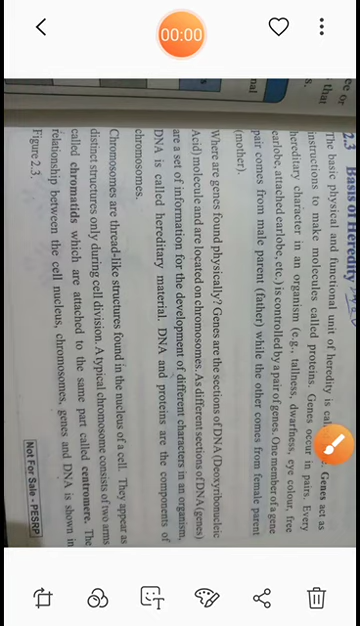 00:00
ce or
that
s.
nal
2.3 Basis of Heredity
The basic physical and functional unit of heredity is Genes act as
instructions to make molecules called proteins. Genes occur in pairs. Every
hereditary character in an organism (e.g., tallness, dwarfness, eye colour, free
earlobe, attached earlobe, etc.) is controlled by a pair of genes. One member of a gene
pair comes from male parent (father) while the other comes from female parent
(mother).
Where are genes found physically? Genes are the sections of DNA (Deoxyribonucleic
Acid) molecule and are located on chromosomes. As different sections of DNA (genes)
are a set of information for the development of different characters in an organism,
DNA is called hereditary material. DNA and proteins are the components of
chromosomes.
Chromosomes are thread-like structures found in the nucleus of a cell. They appear as
distinct structures only during cell division. A typical chromosome consists of two arms
called chromatids which are attached to the same part called centromere. The
relationship between the cell nucleus, chromosomes, genes and DNA is shown in
Figure 2.3.
Not For Sale - PESRP